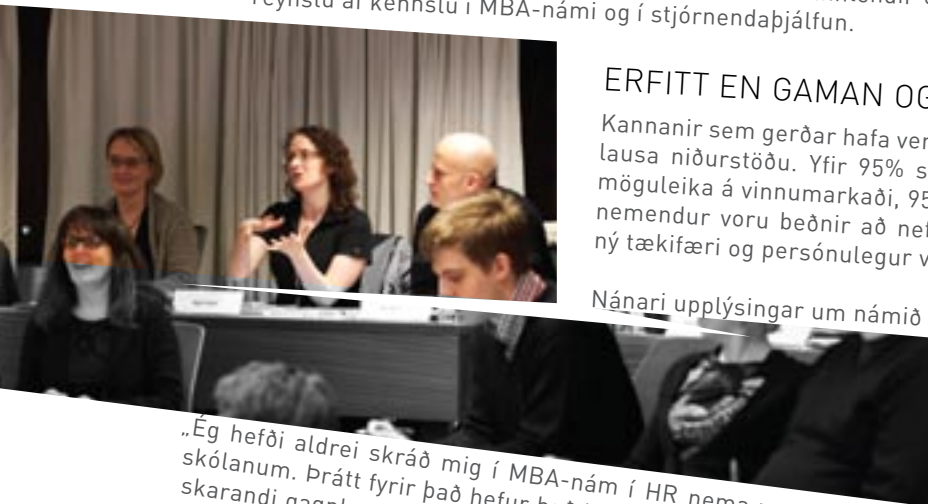 reynslu af kennslu í MBA-námi og í stjórnendaþjálfun.
ERFITT EN GAMAN OG
Kannanir sem gerðar hafa ver
lausa niðurstöðu. Yfir 95% s
möguleika á vinnumarkaði, 95
nemendur voru beðnir að nef
ný tækifæri og persónulegur v
Nánari upplýsingar um námið
„Ég hefði aldrei skráð mig í MBA-nám í HR nema
skólanum. Þrátt fyrir það hefur
skarandi